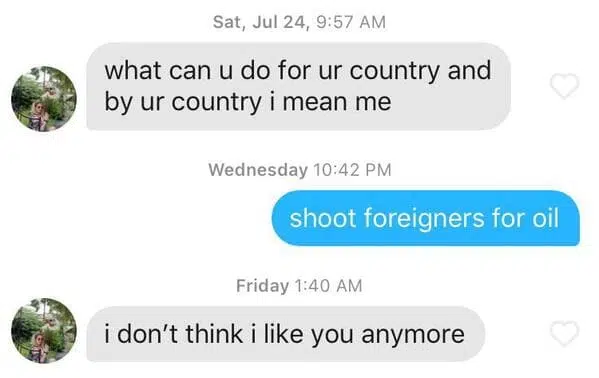 Sat, Jul 24, 9:57 AM
what can u do for ur country and
by ur country i mean me
Wednesday 10:42 PM
shoot foreigners for oil
Friday 1:40 AM
i don’t think i like you anymore